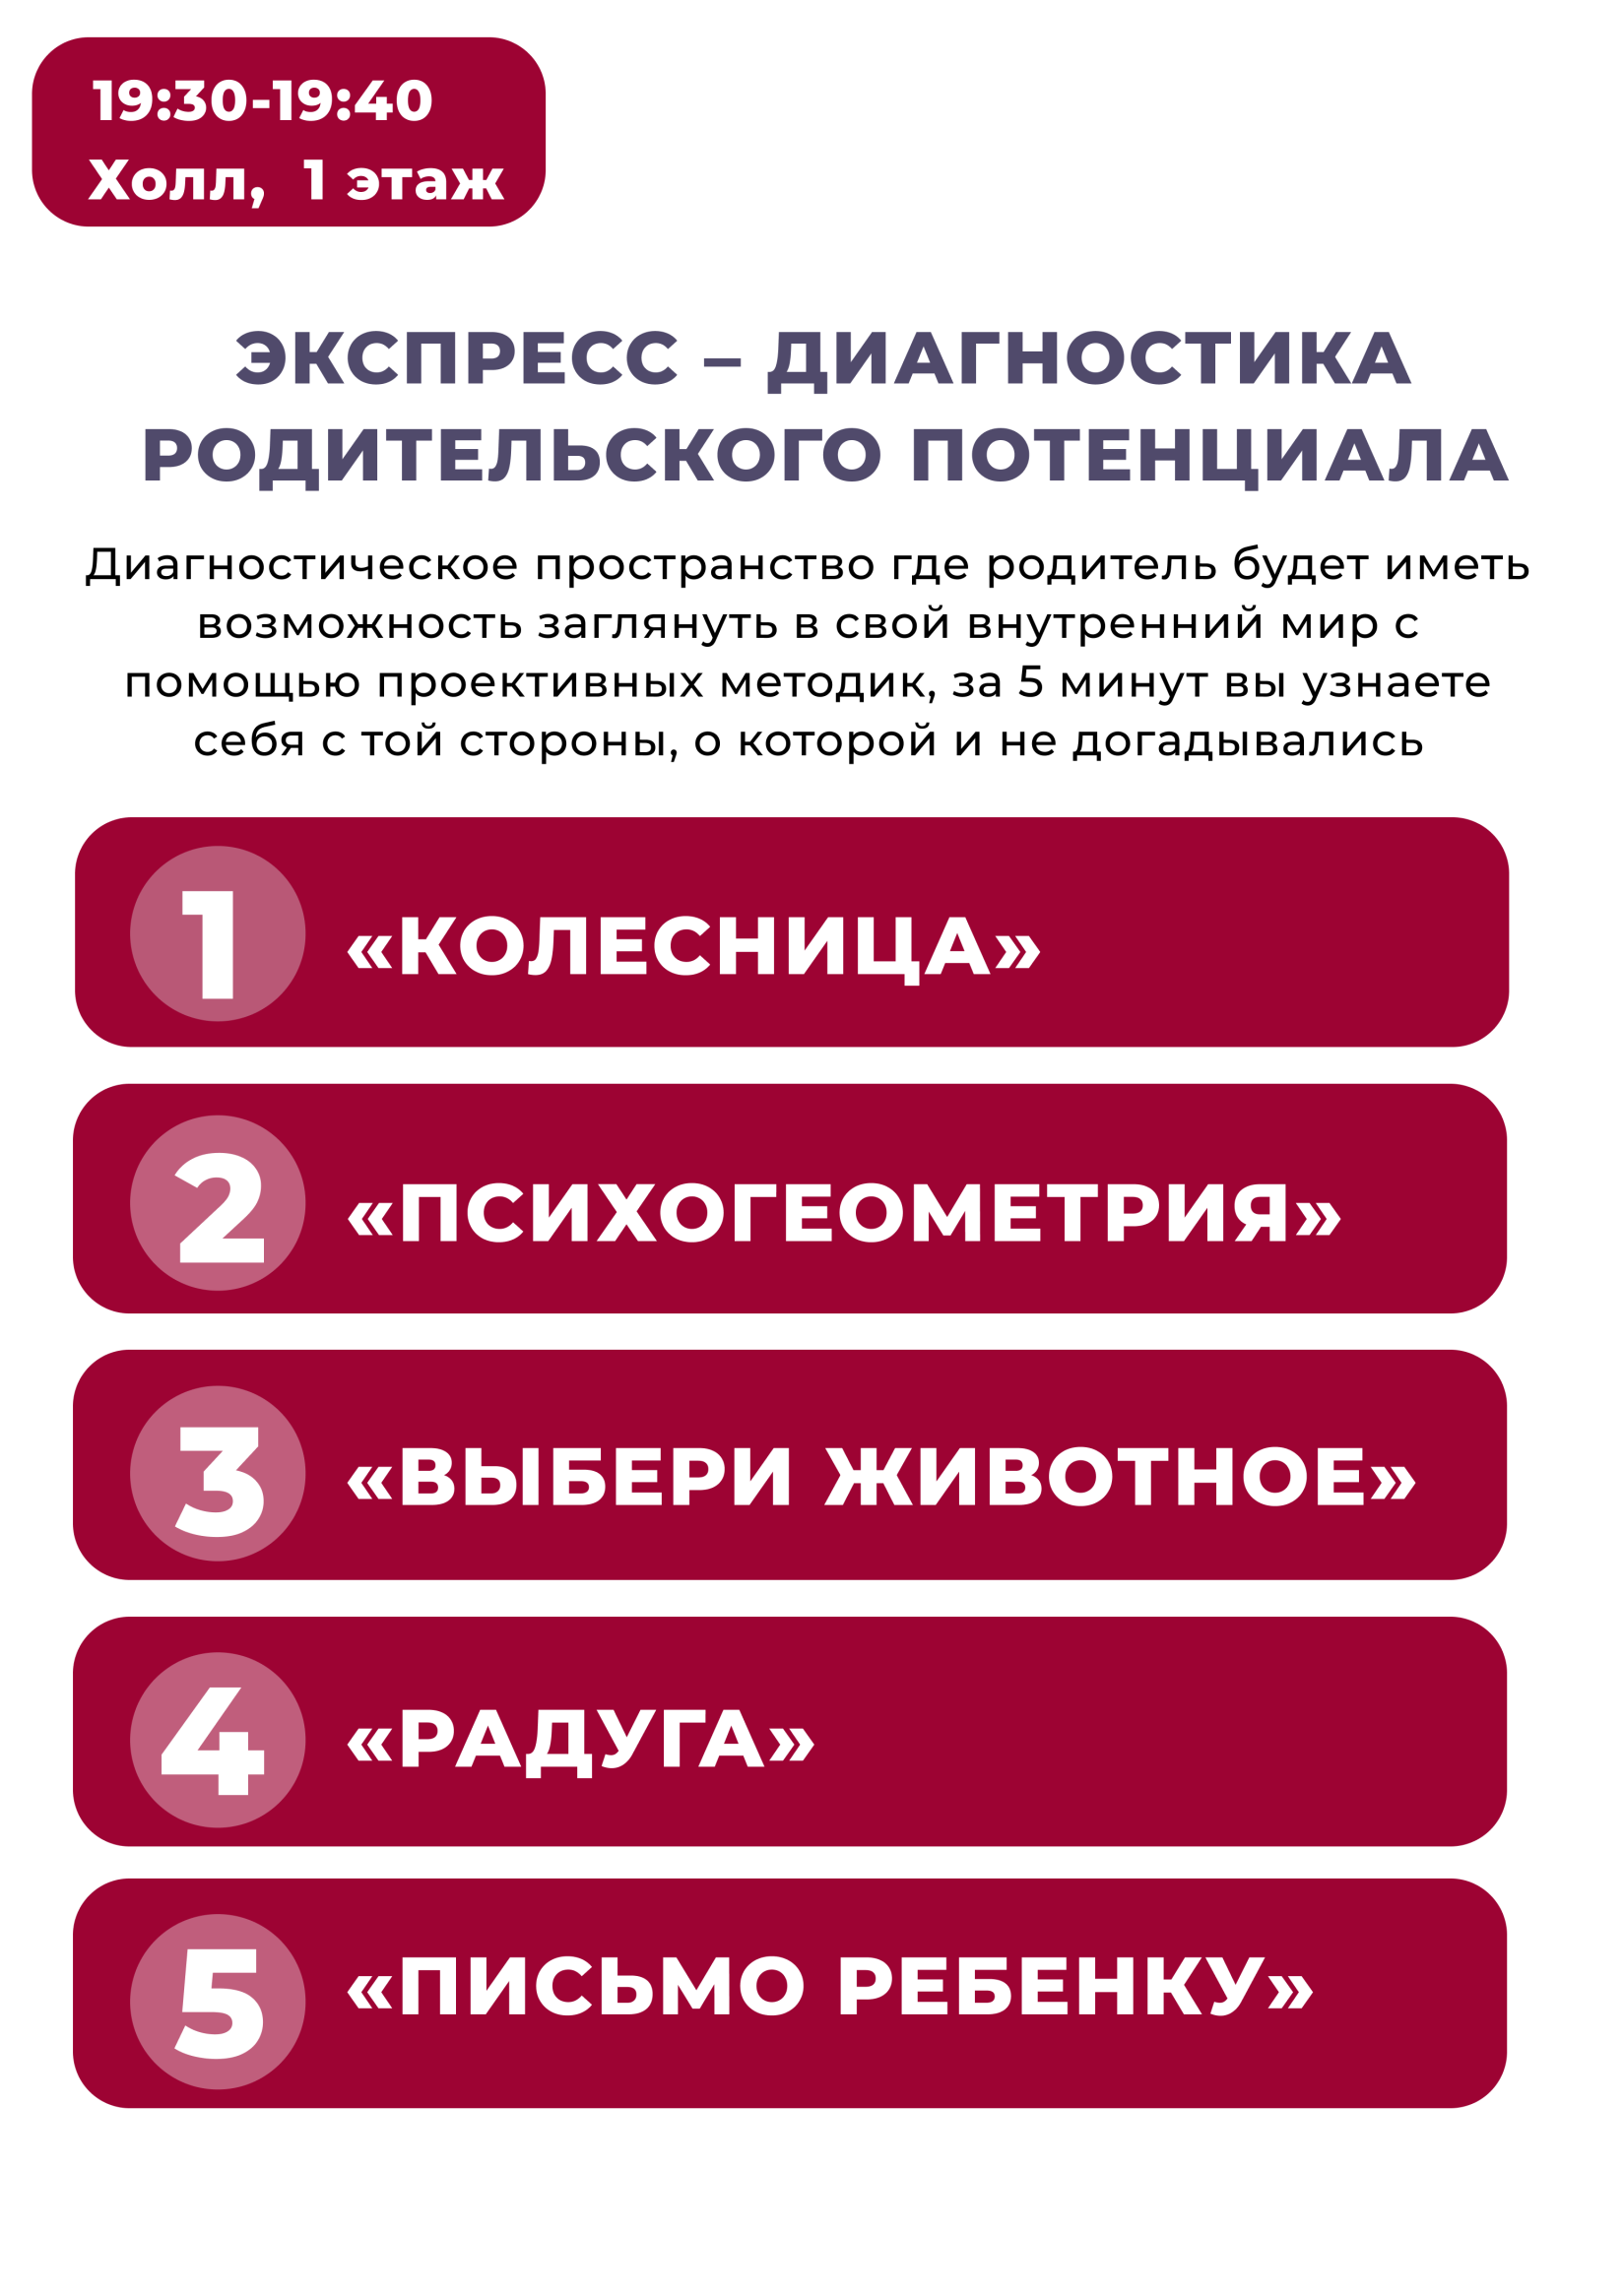 19:30-19:40
Холл, 1 этаж
ЭКСПРЕСС – ДИАГНОСТИКА
РОДИТЕЛЬСКОГО ПОТЕНЦИАЛА
Диагностическое пространство где родитель будет иметь
возможность заглянуть в свой внутренний мир с
помощью проективных методик, за 5 минут вы узнаете
себя с той стороны, о которой и не догадывались
1 «КОЛЕСНИЦА»
2 «ПСИХОГЕОМЕТРИЯ»
3 «ВЫБЕРИ ЖИВОТНОЕ»
4 «РАДУГА»
5 «ПИСЬМО РЕБЕНКУ»